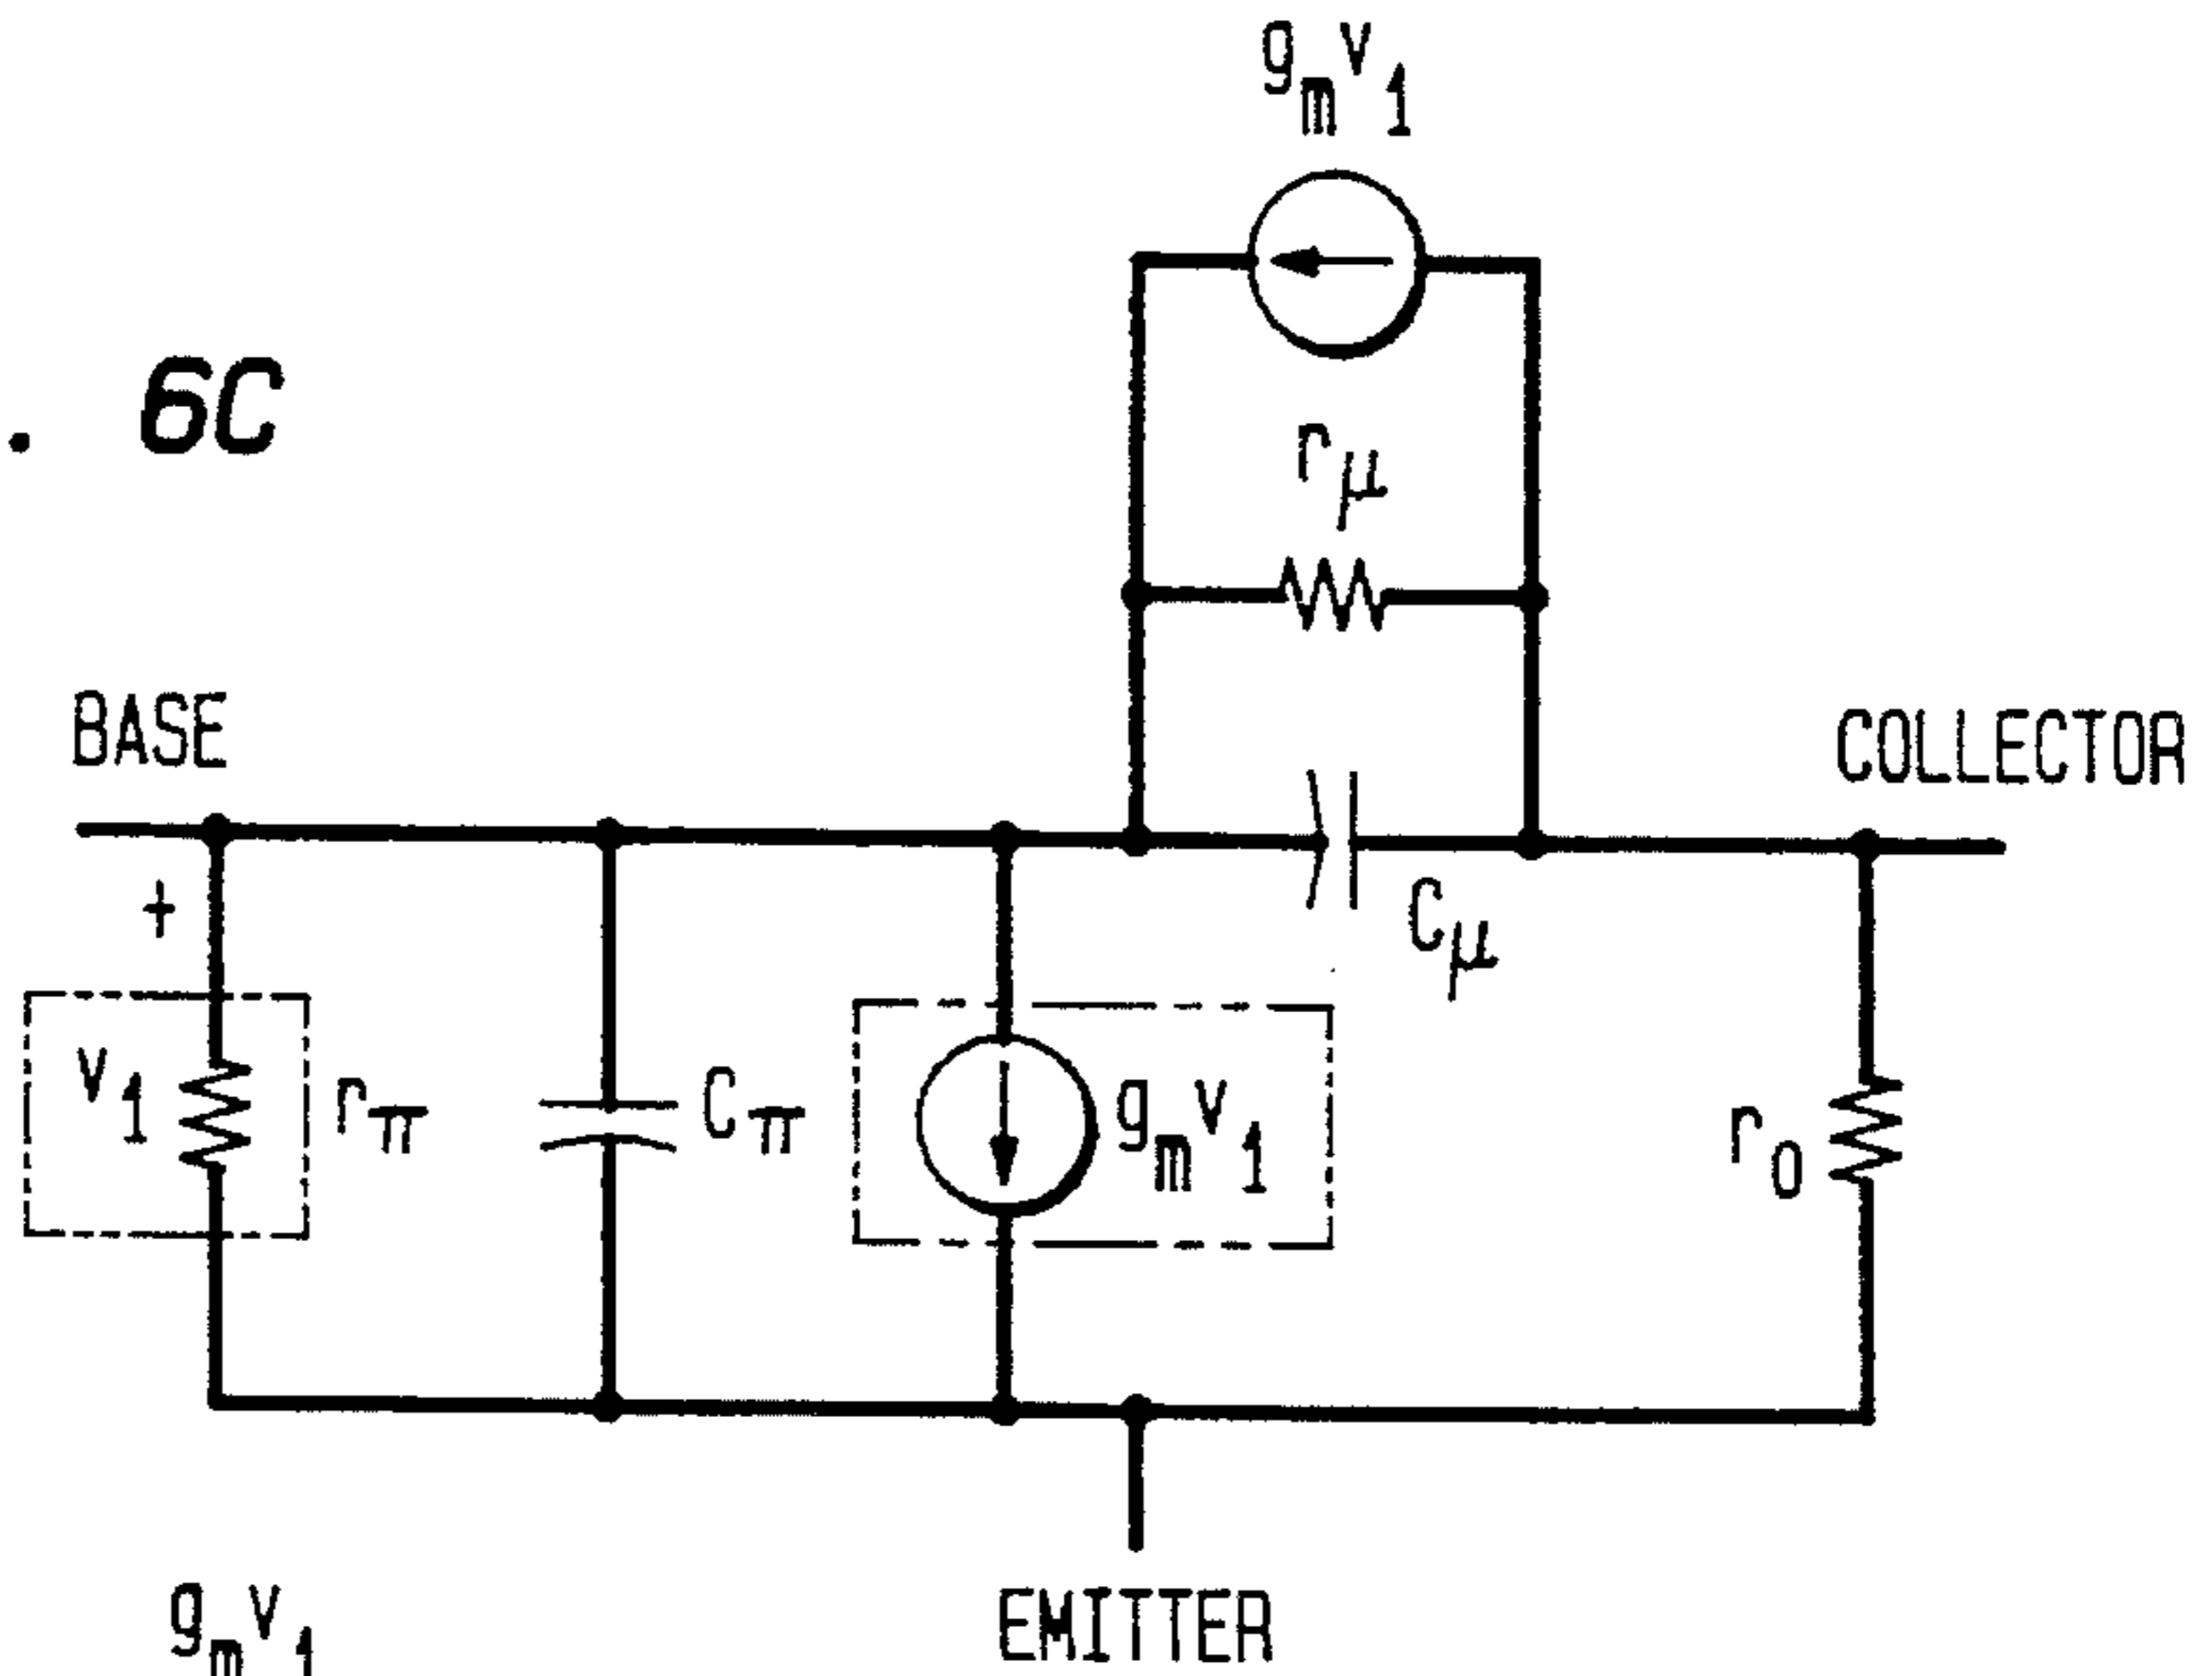 g_m v_1
. 6C
r_μ
BASE
COLLECTOR
+
C_μ
v_1
r_π
C_π
g_m v_1
r_0
EMITTER
g_m v_1